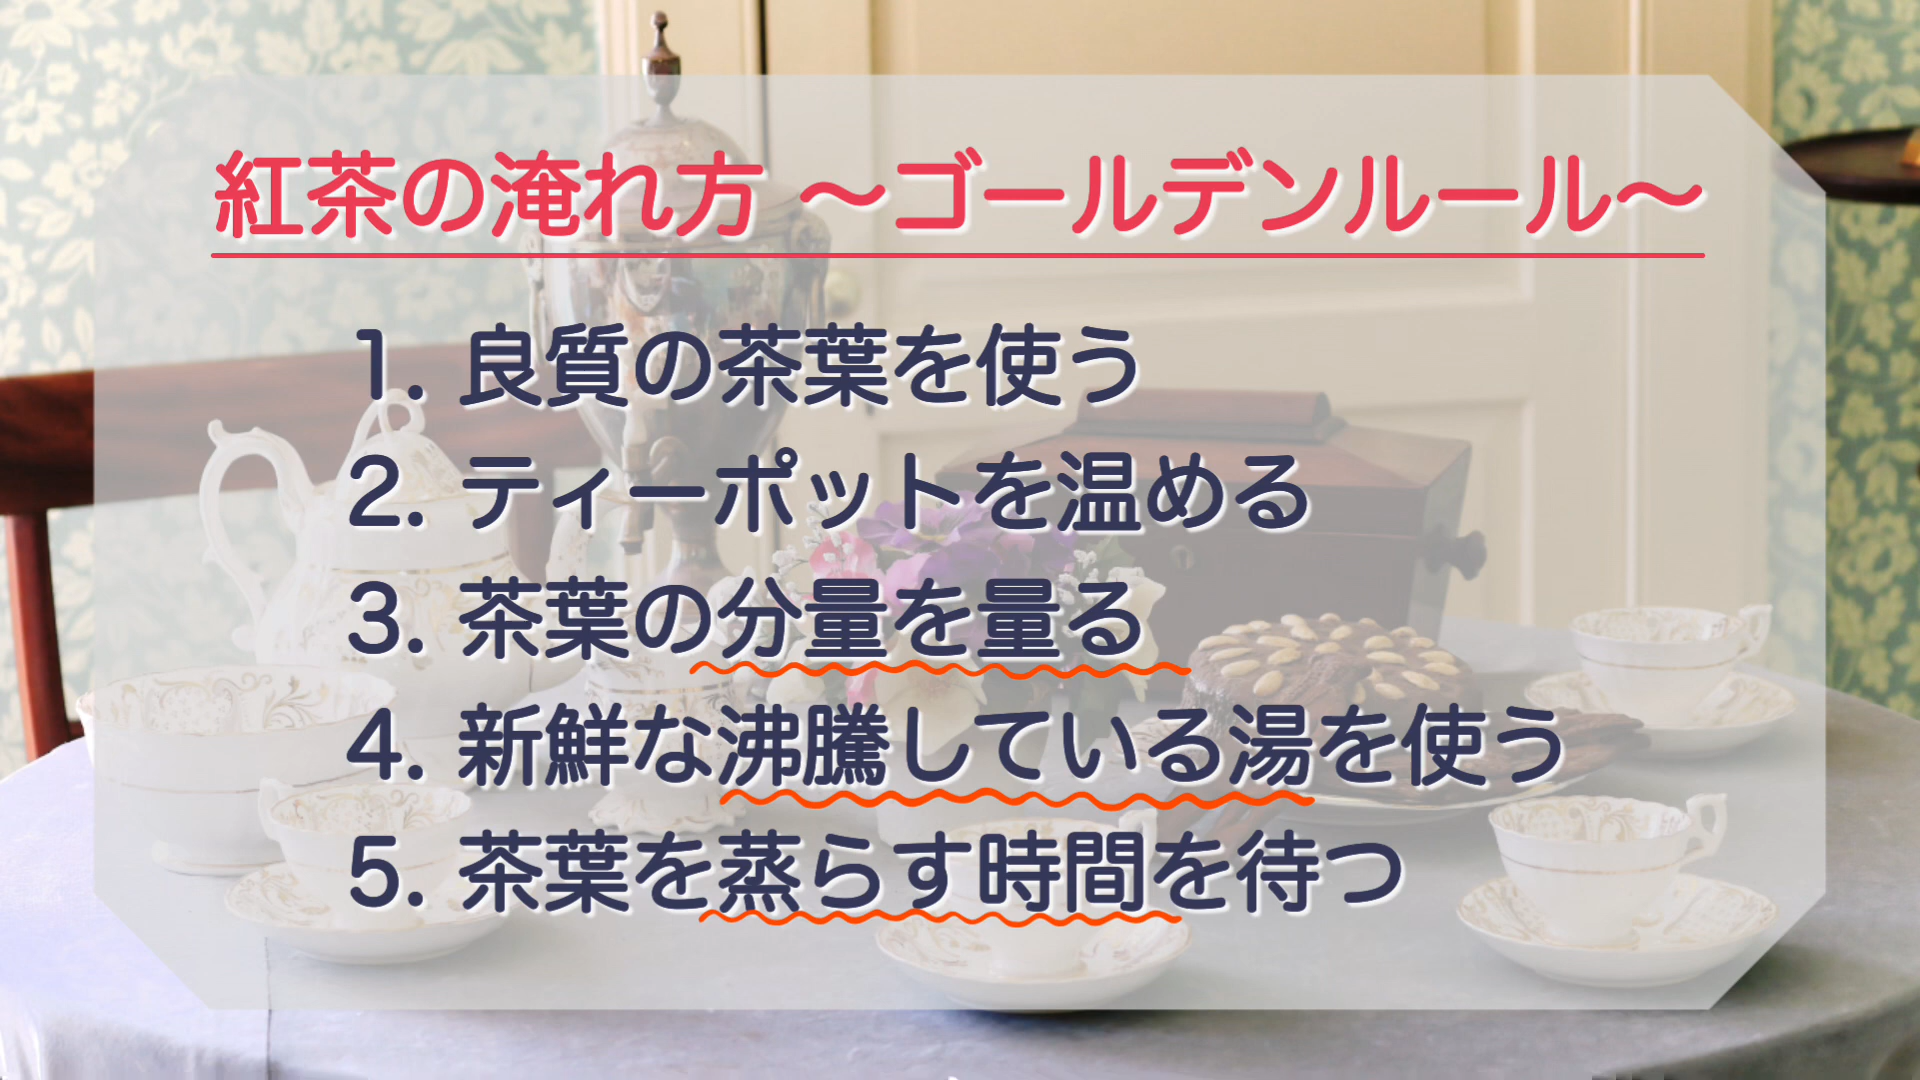 紅茶の淹れ方 〜ゴールデンルール〜
1. 良質の茶葉を使う
2. ティーポットを温める
3. 茶葉の分量を量る
4. 新鮮な沸騰している湯を使う
5. 茶葉を蒸らす時間を待つ